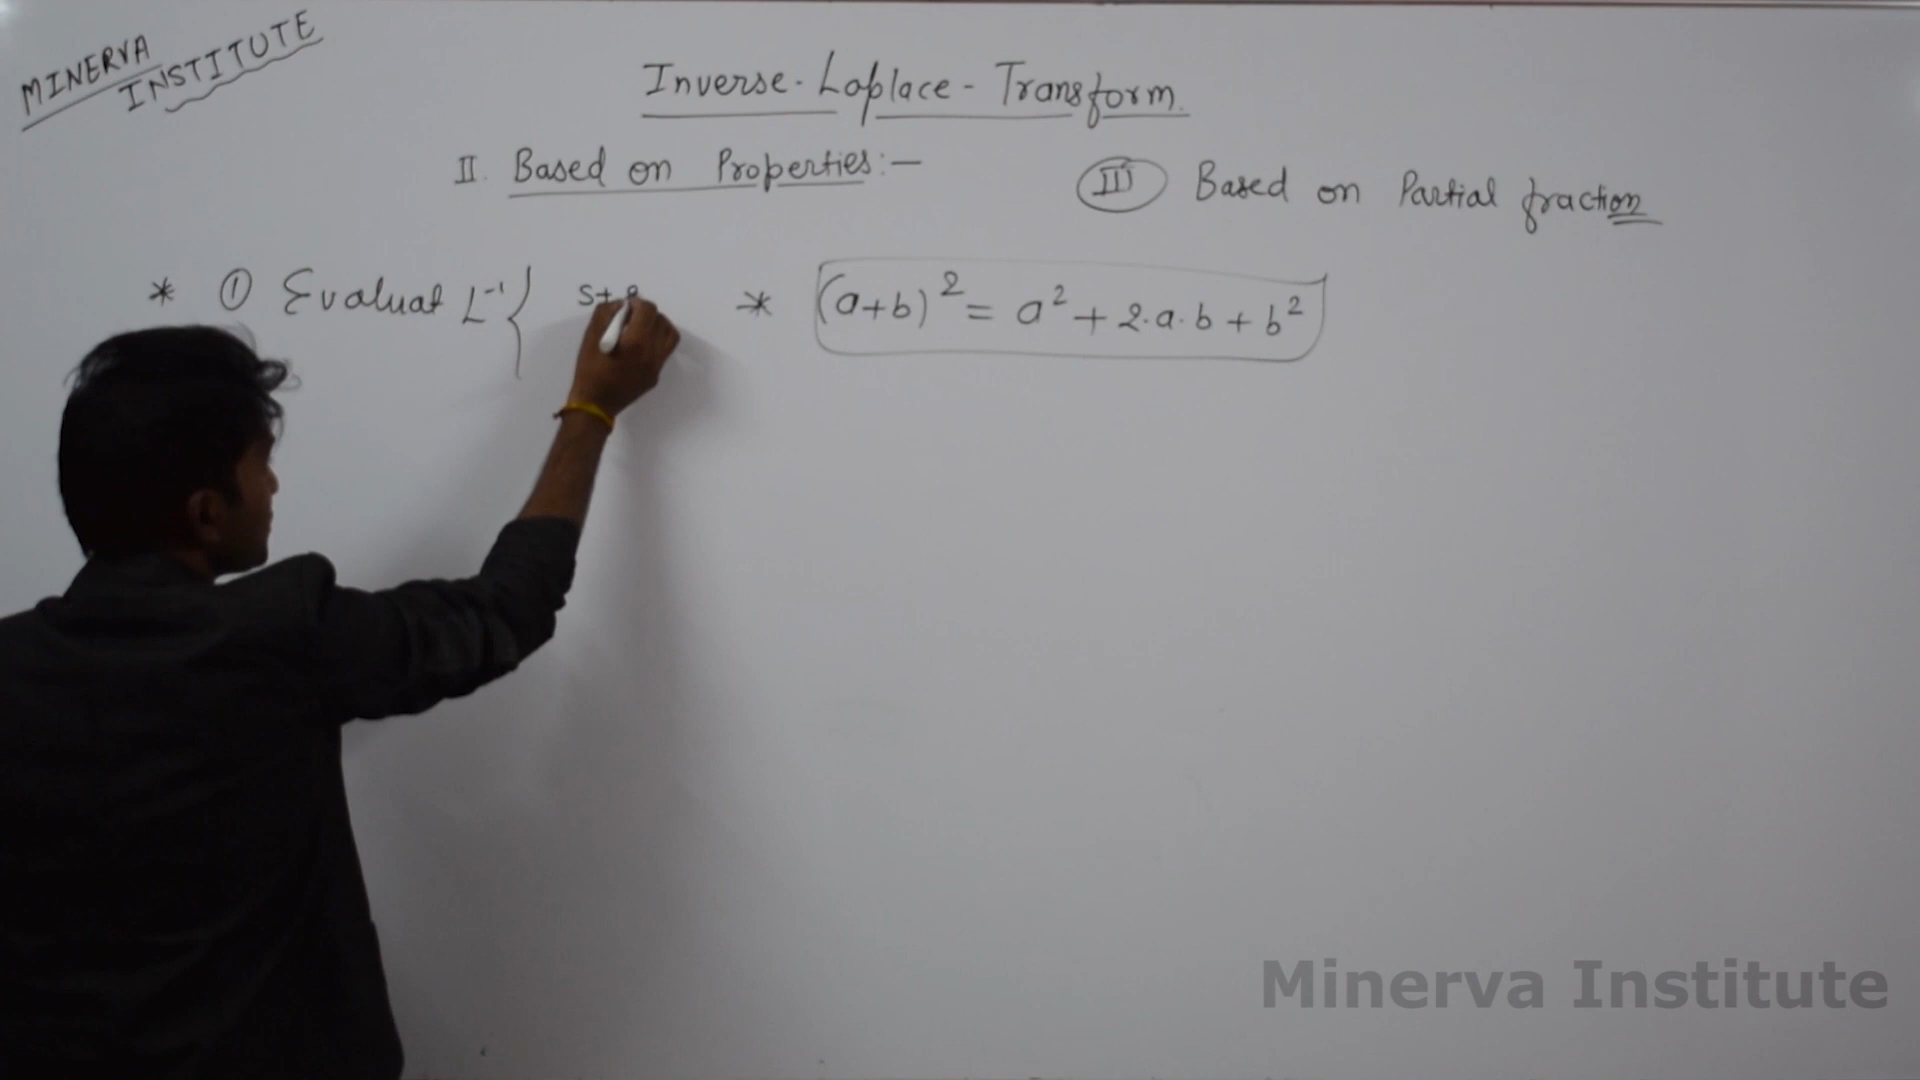 MINERVA
INSTITUTE
Inverse - Laplace - Transform.
II. Based on Properties:-
III Based on Partial fraction
* ① Evaluat L⁻¹{ s+
* (a+b)² = a² + 2·a·b + b²
Minerva Institute